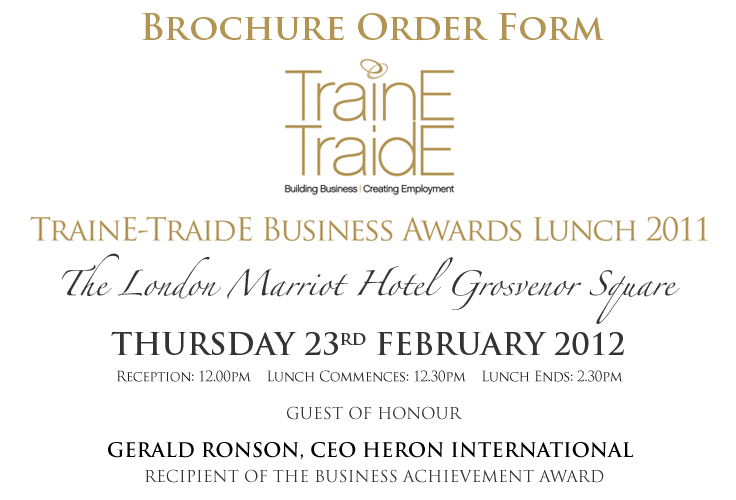 Brochure Order Form
TrainE
TraidE
Building Business | Creating Employment
TrainE-TraidE Business Awards Lunch 2011
The London Marriot Hotel Grosvenor Square
THURSDAY 23RD FEBRUARY 2012
Reception: 12.00pm Lunch Commences: 12.30pm Lunch Ends: 2.30pm
GUEST OF HONOUR
GERALD RONSON, CEO HERON INTERNATIONAL
RECIPIENT OF THE BUSINESS ACHIEVEMENT AWARD